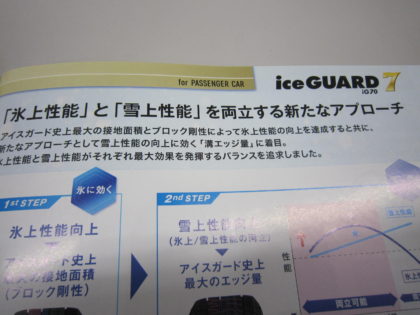 for PASSENGER CAR
iceGUARD 7
iG70
「氷上性能」と「雪上性能」を両立する新たなアプローチ
アイスガード史上最大の接地面積とブロック剛性によって氷上性能の向上を達成すると共に、
新たなアプローチとして雪上性能の向上に効く「溝エッジ量」に着目。
氷上性能と雪上性能がそれぞれ最大効果を発揮するバランスを追求しました。
氷に効く
1st STEP
氷上性能向上
アイスガード史上
最大の接地面積
(ブロック剛性)
2nd STEP
雪上性能向上
(氷上/雪上性能の両立)
アイスガード史上
最大のエッジ量
性能
雪上性能
氷上
両立可能